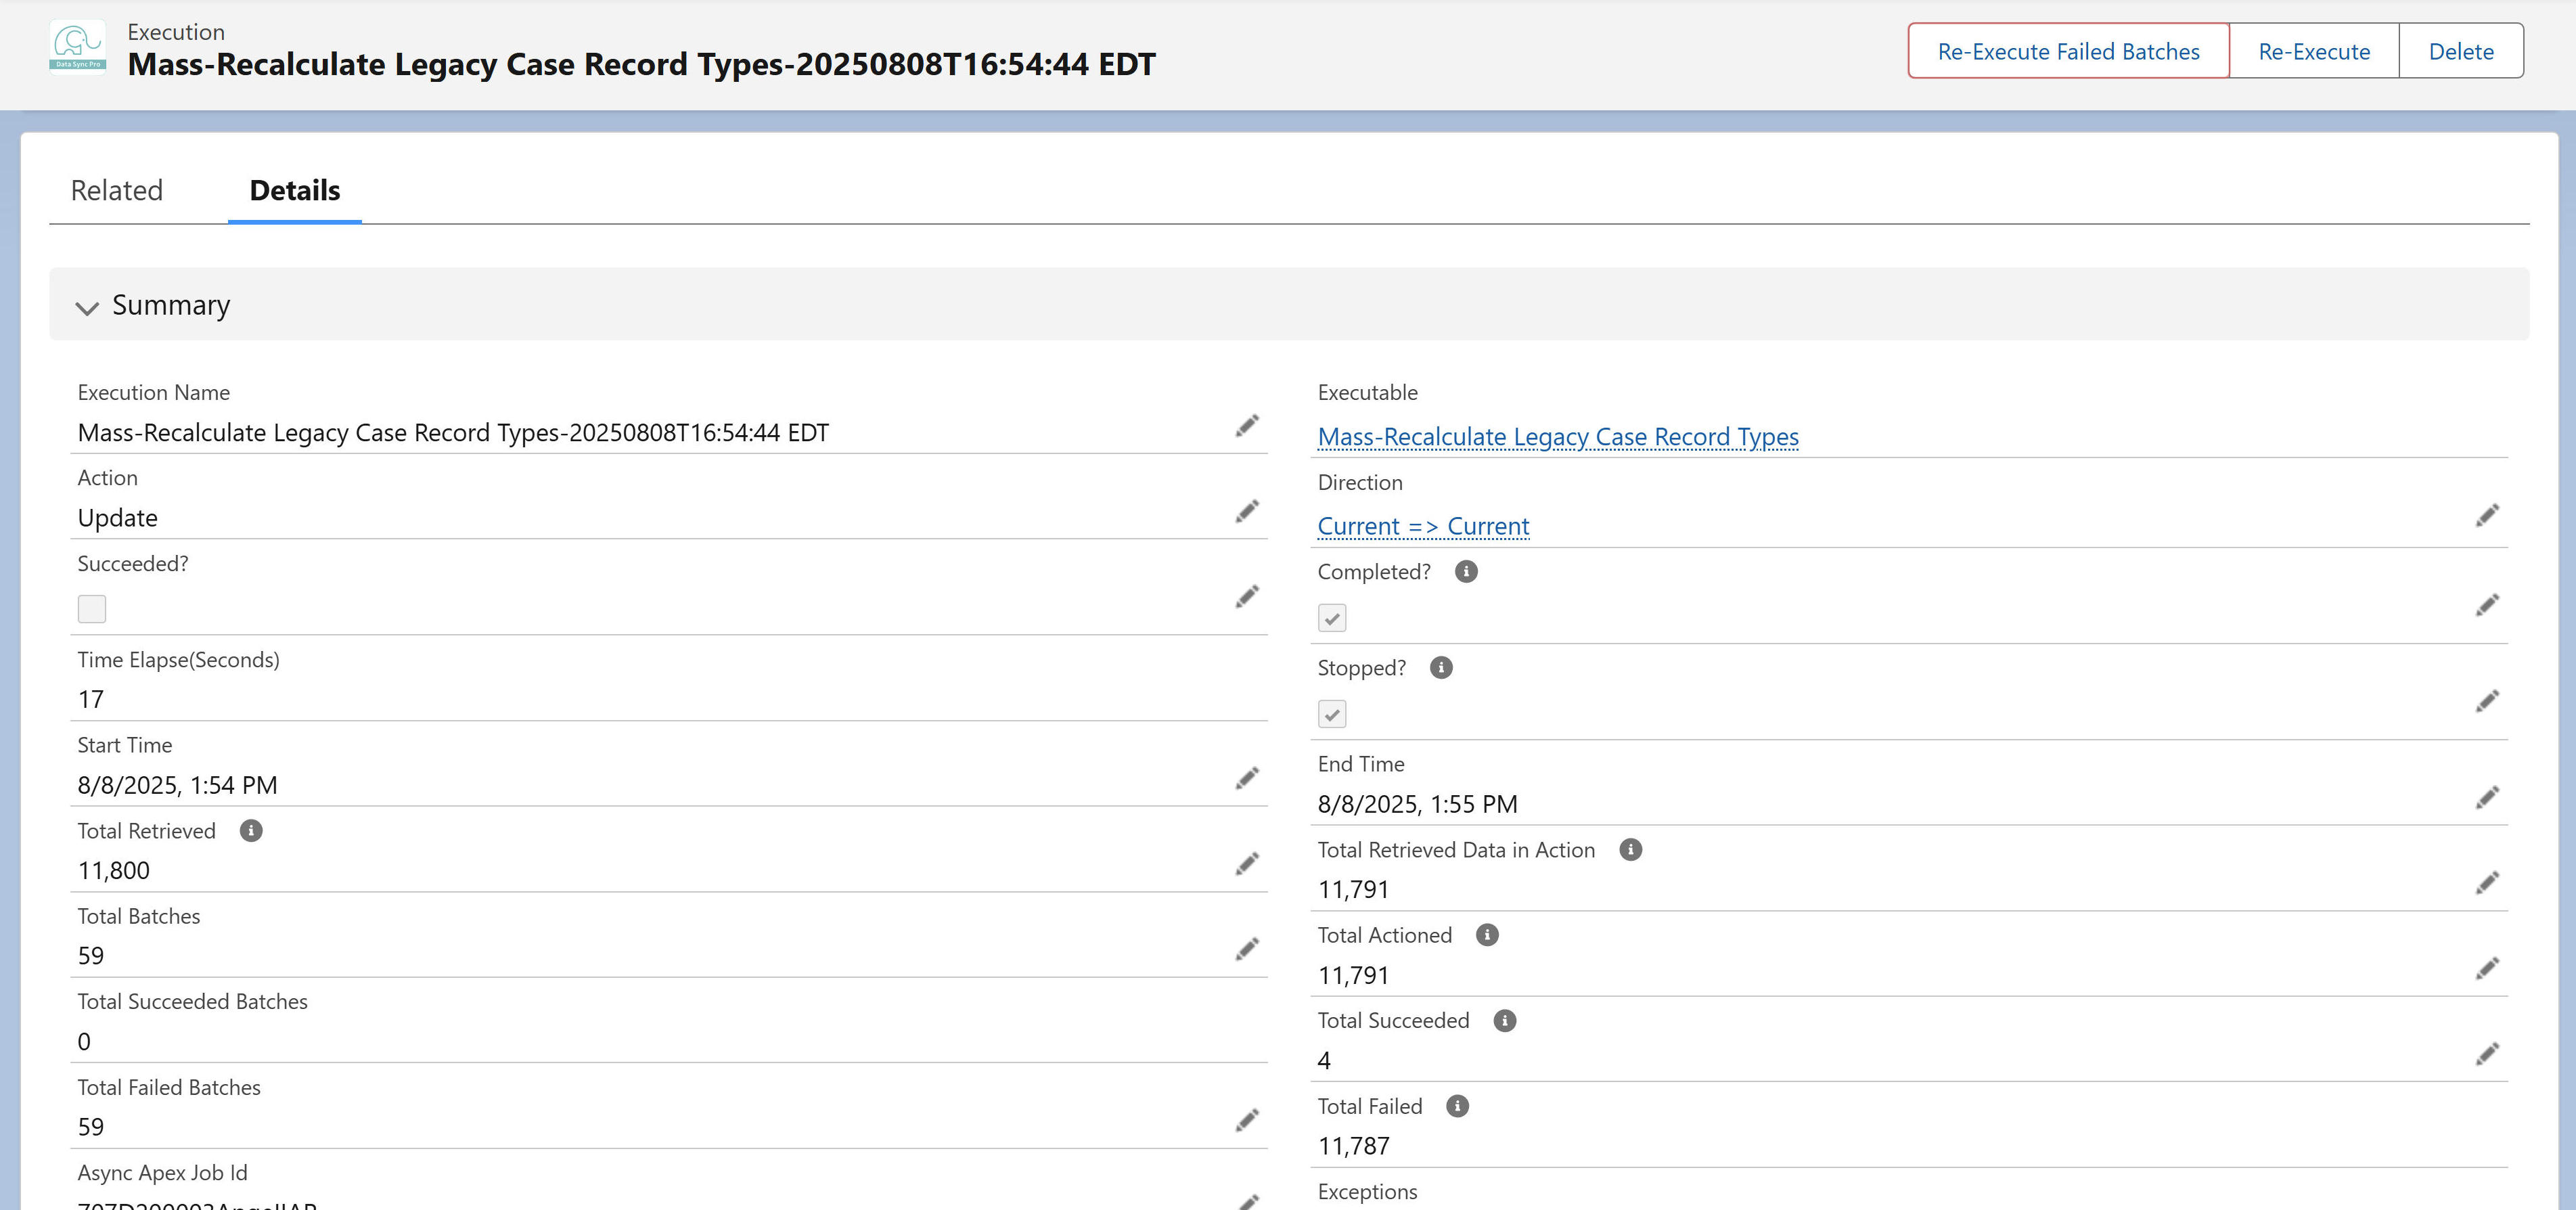 Execution
Mass-Recalculate Legacy Case Record Types-20250808T16:54:44 EDT
Data Sync Pro
Re-Execute Failed Batches
Re-Execute
Delete
Related
Details
Summary
Execution Name
Mass-Recalculate Legacy Case Record Types-20250808T16:54:44 EDT
Executable
Mass-Recalculate Legacy Case Record Types
Action
Update
Direction
Current => Current
Succeeded?
Completed?
Time Elapse(Seconds)
17
Stopped?
Start Time
8/8/2025, 1:54 PM
End Time
8/8/2025, 1:55 PM
Total Retrieved
11,800
Total Retrieved Data in Action
11,791
Total Batches
59
Total Actioned
11,791
Total Succeeded Batches
0
Total Succeeded
4
Total Failed Batches
59
Total Failed
11,787
Async Apex Job Id
Exceptions